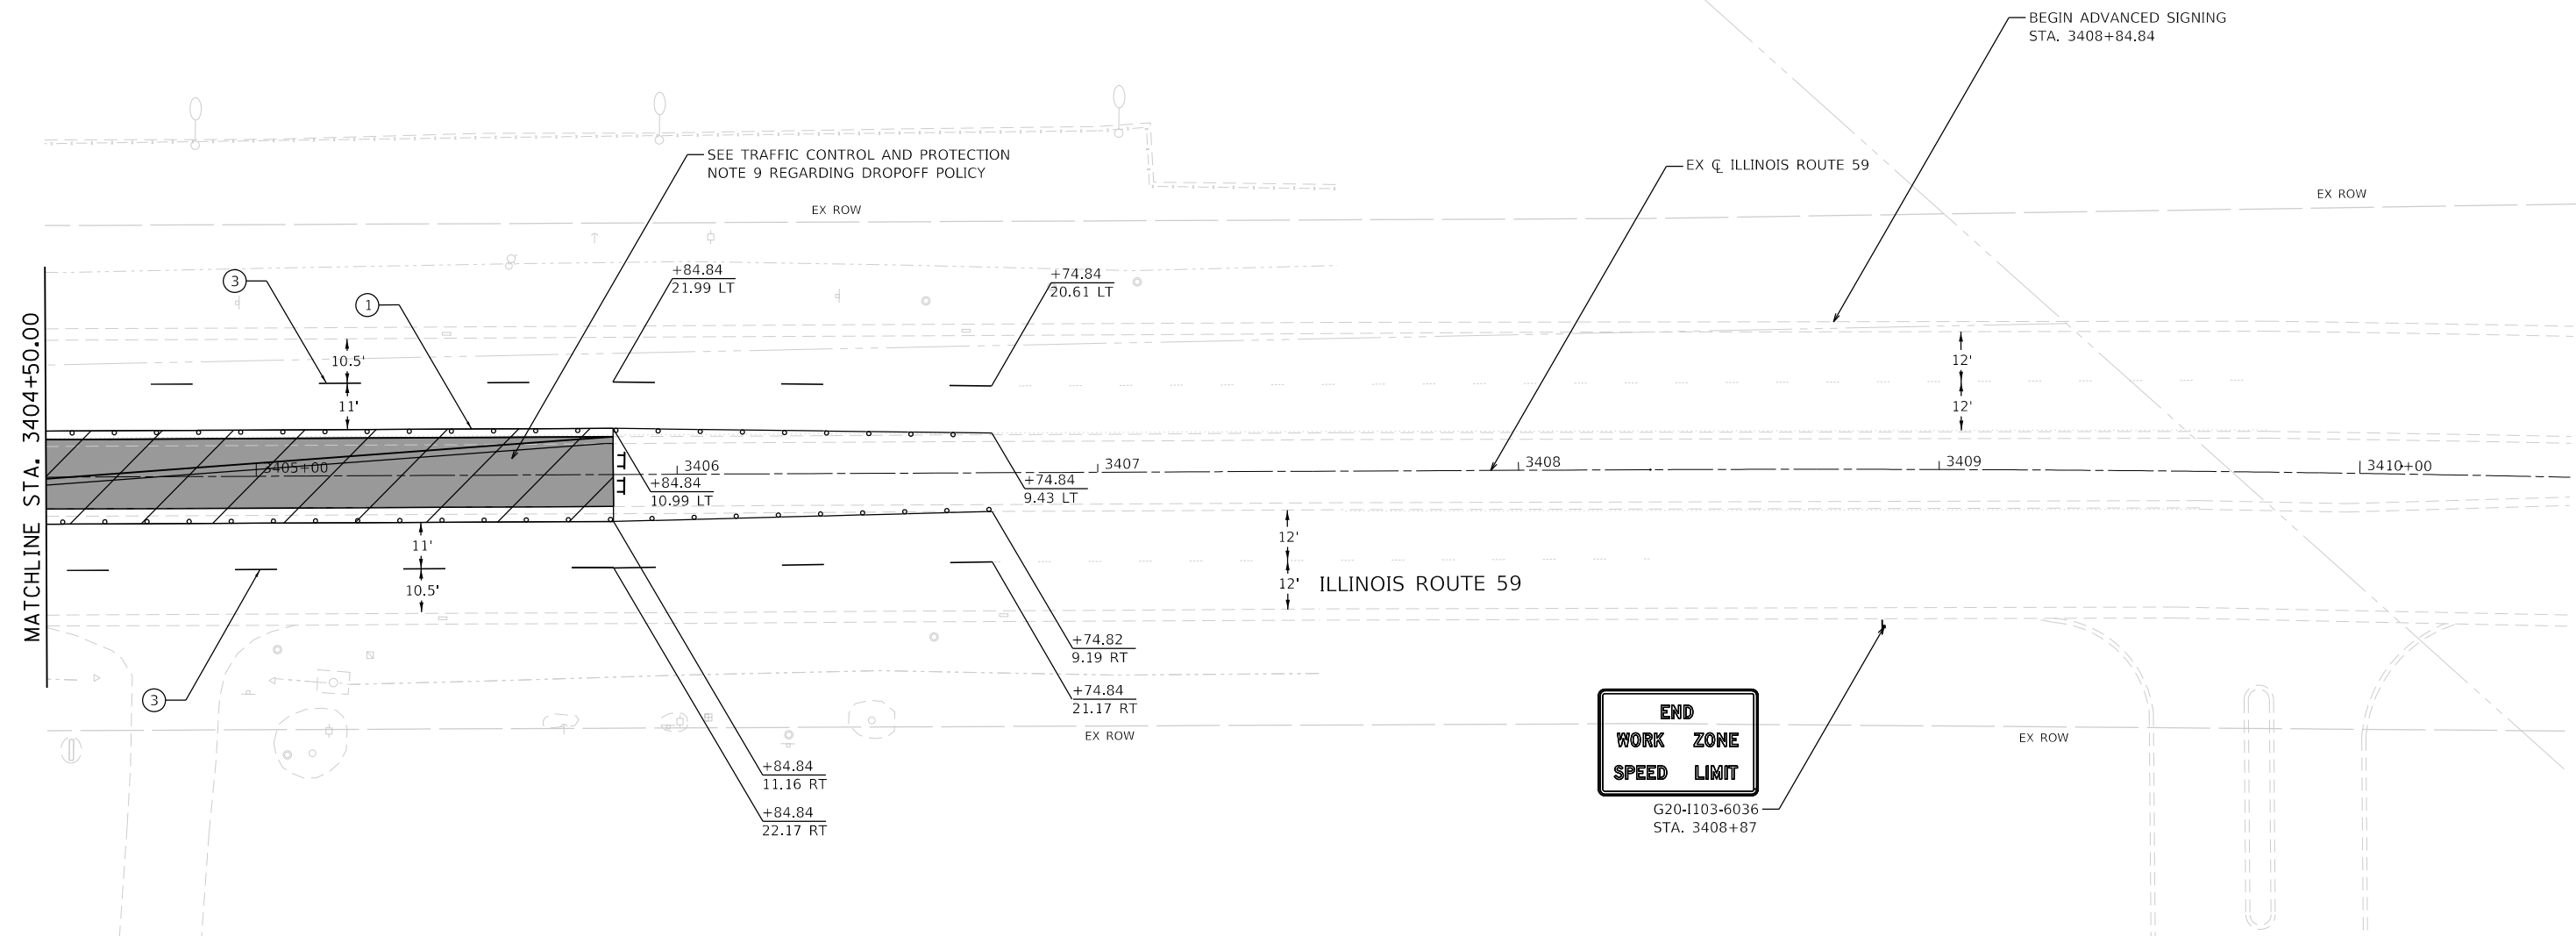 BEGIN ADVANCED SIGNING
STA. 3408+84.84
SEE TRAFFIC CONTROL AND PROTECTION
NOTE 9 REGARDING DROPOFF POLICY
EX ℄ ILLINOIS ROUTE 59
EX ROW
EX ROW
+84.84
21.99 LT
+74.84
20.61 LT
3
1
MATCHLINE STA. 3404+50.00
10.5'
11'
12'
12'
3405+00
3406
3407
3408
3409
3410+00
+84.84
10.99 LT
+74.84
9.43 LT
11'
10.5'
12'
12'
ILLINOIS ROUTE 59
+74.82
9.19 RT
+74.84
21.17 RT
3
EX ROW
EX ROW
+84.84
11.16 RT
+84.84
22.17 RT
END
WORK ZONE
SPEED LIMIT
G20-I103-6036
STA. 3408+87